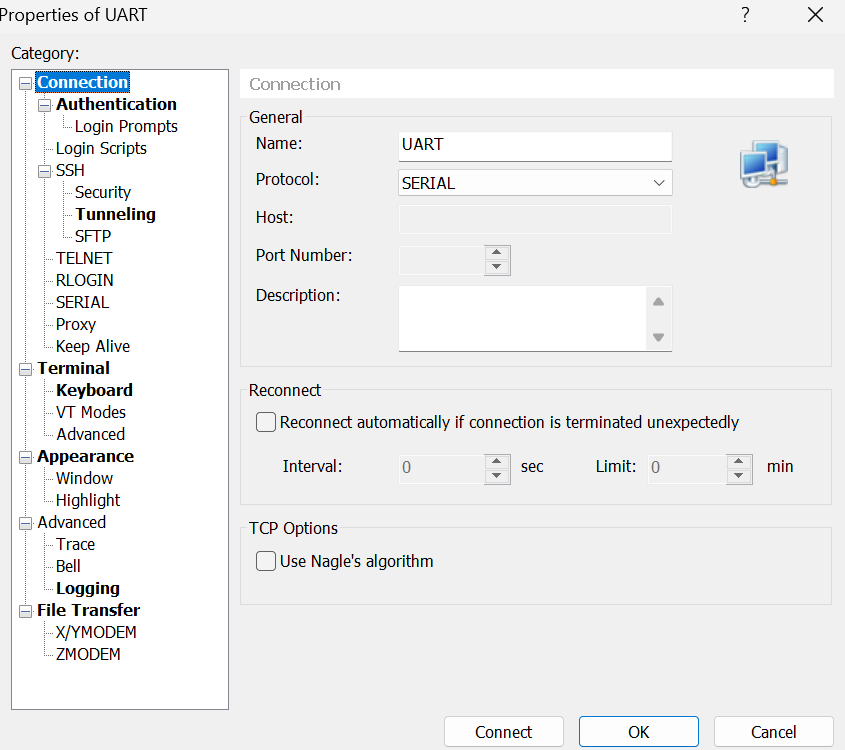 Properties of UART
?
Category:
Connection
Authentication
Login Prompts
Login Scripts
SSH
Security
Tunneling
SFTP
TELNET
RLOGIN
SERIAL
Proxy
Keep Alive
Terminal
Keyboard
VT Modes
Advanced
Appearance
Window
Highlight
Advanced
Trace
Bell
Logging
File Transfer
X/YMODEM
ZMODEM
Connection
General
Name: UART
Protocol: SERIAL
Host:
Port Number:
Description:
Reconnect
Reconnect automatically if connection is terminated unexpectedly
Interval: 0 sec Limit: 0 min
TCP Options
Use Nagle's algorithm
Connect OK Cancel